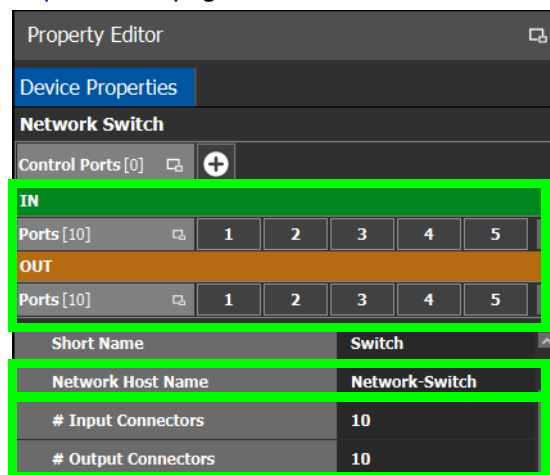 Property Editor
Device Properties
Network Switch
Control Ports [0]
IN
Ports [10] 1 2 3 4 5
OUT
Ports [10] 1 2 3 4 5
Short Name Switch
Network Host Name Network-Switch
# Input Connectors 10
# Output Connectors 10